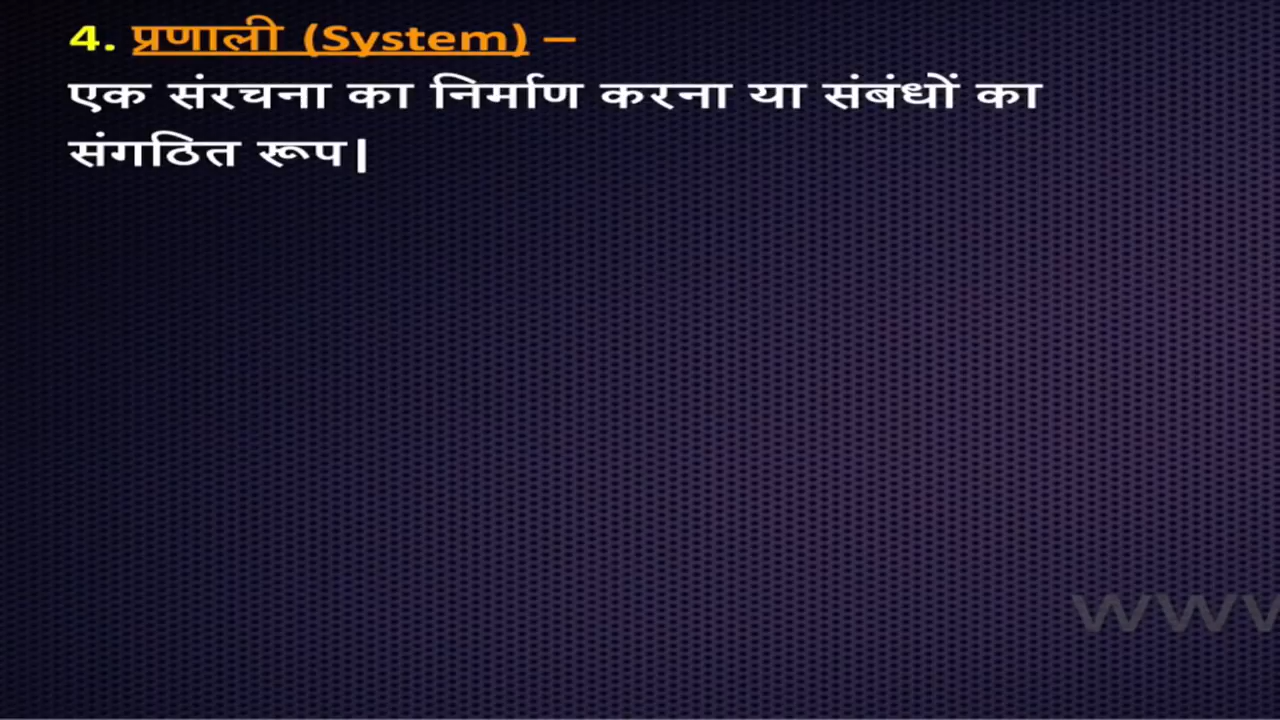 4. प्रणाली (System) –
एक संरचना का निर्माण करना या संबंधों का
संगठित रूप|